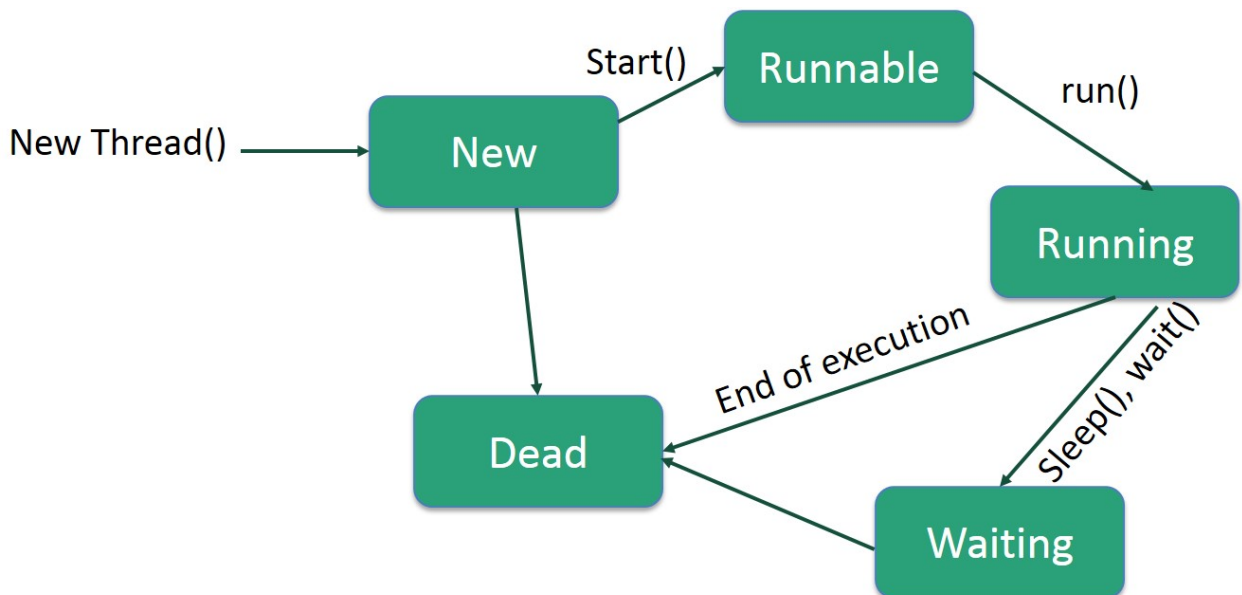 Start()
Runnable
run()
New Thread()
New
Running
End of execution
Sleep(), wait()
Dead
Waiting